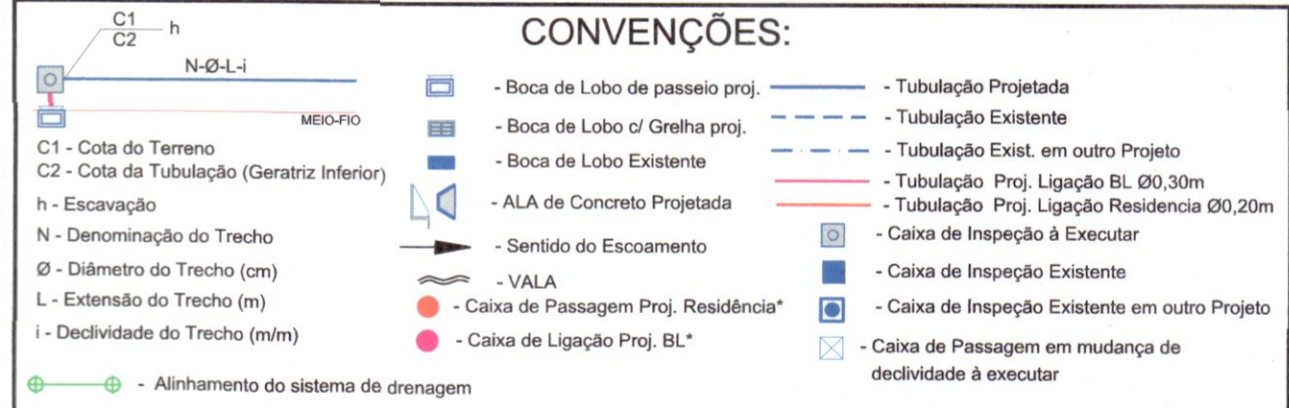 CONVENÇÕES:
C1
C2
h
N-Ø-L-i
MEIO-FIO
C1 - Cota do Terreno
C2 - Cota da Tubulação (Geratriz Inferior)
h - Escavação
N - Denominação do Trecho
Ø - Diâmetro do Trecho (cm)
L - Extensão do Trecho (m)
i - Declividade do Trecho (m/m)
- Alinhamento do sistema de drenagem
- Boca de Lobo de passeio proj.
- Boca de Lobo c/ Grelha proj.
- Boca de Lobo Existente
- ALA de Concreto Projetada
- Sentido do Escoamento
- VALA
- Caixa de Passagem Proj. Residência*
- Caixa de Ligação Proj. BL*
- Tubulação Projetada
- Tubulação Existente
- Tubulação Exist. em outro Projeto
- Tubulação Proj. Ligação BL Ø0,30m
- Tubulação Proj. Ligação Residencia Ø0,20m
- Caixa de Inspeção à Executar
- Caixa de Inspeção Existente
- Caixa de Inspeção Existente em outro Projeto
- Caixa de Passagem em mudança de
declividade à executar